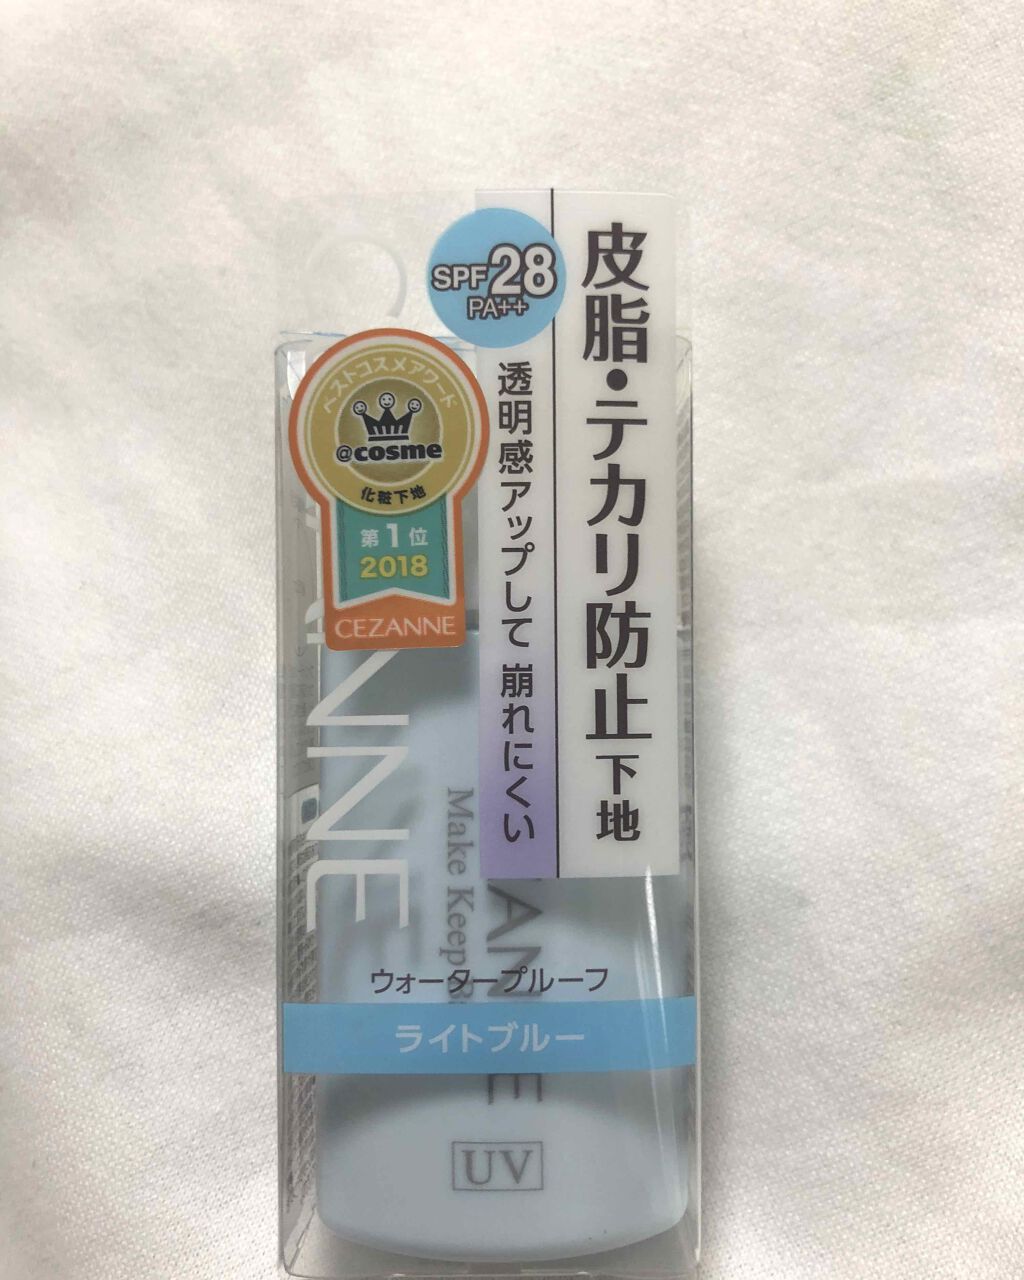 皮脂・テカリ防止下地
透明感アップして 崩れにくい
SPF28
PA++
ベストコスメアワード
@cosme
化粧下地
第1位
2018
CEZANNE
Make Keep
ウォータープルーフ
ライトブルー
UV